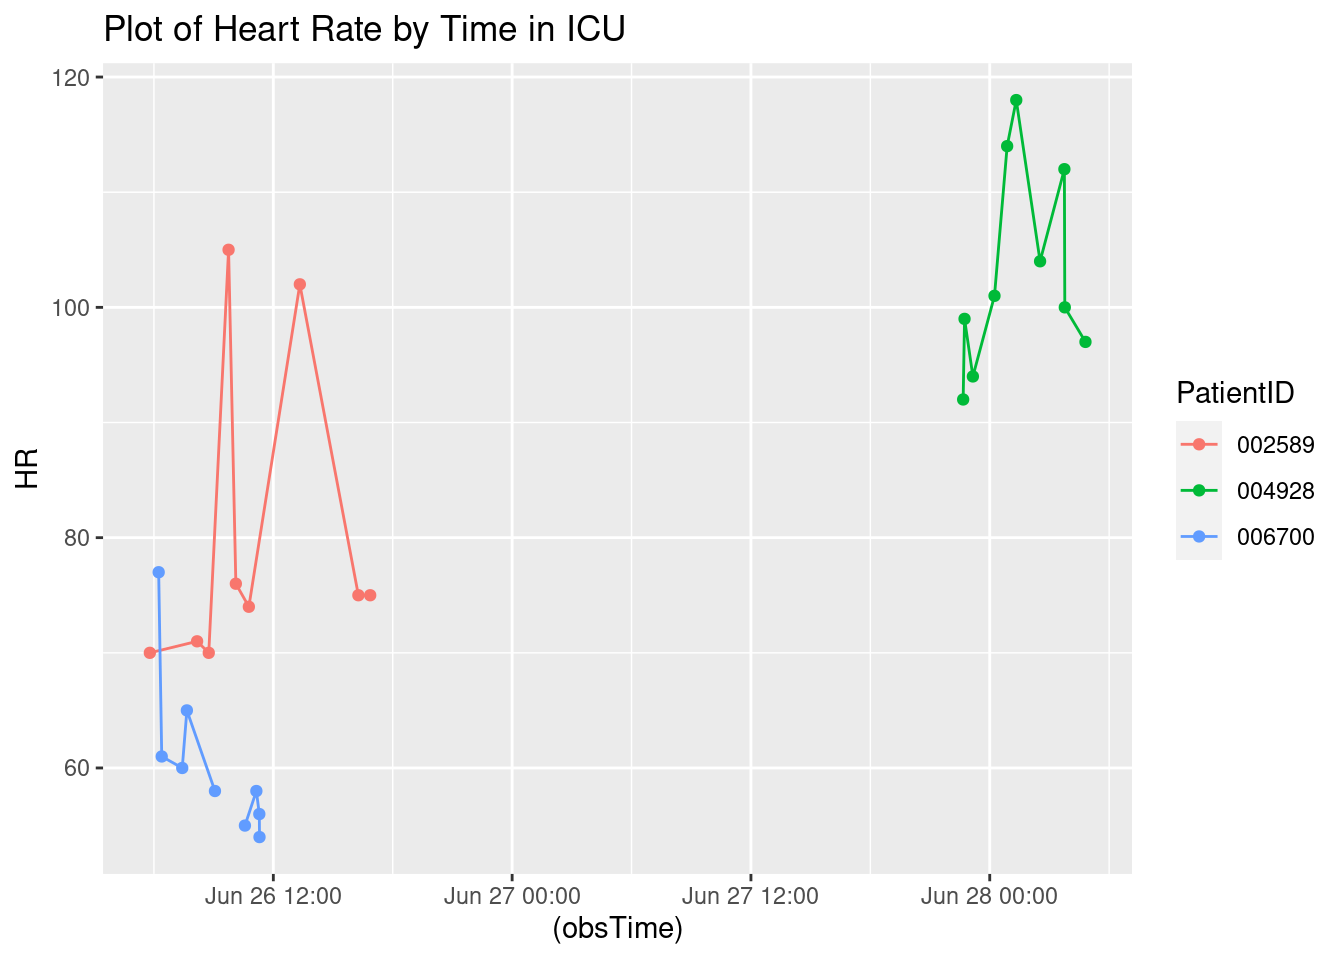 Plot of Heart Rate by Time in ICU
120
100
80
60
HR
Jun 26 12:00 Jun 27 00:00 Jun 27 12:00 Jun 28 00:00
(obsTime)
PatientID
002589
004928
006700